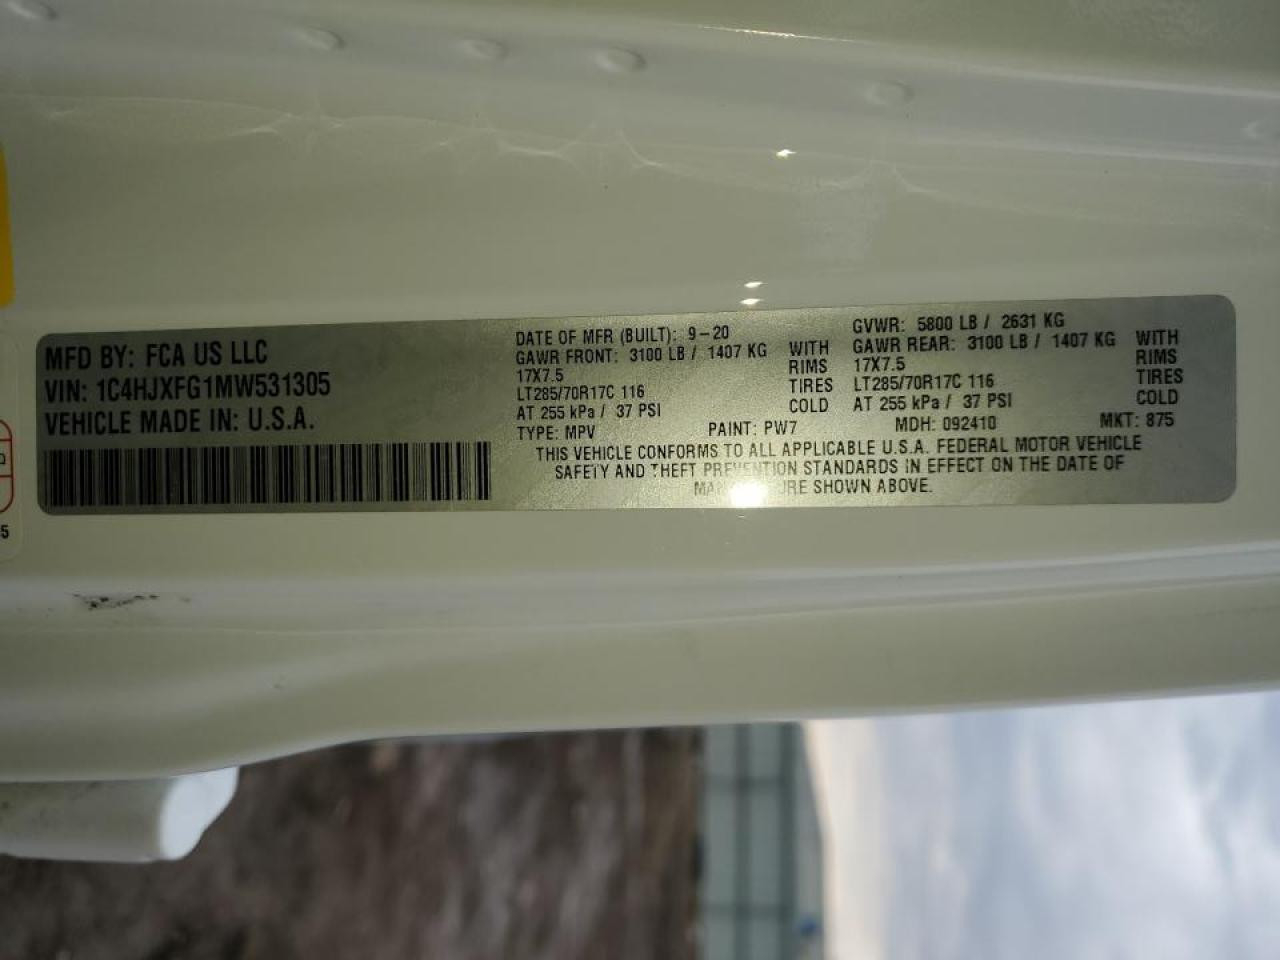 MFD BY: FCA US LLC
VIN: 1C4HJXFG1MW531305
VEHICLE MADE IN: U.S.A.
DATE OF MFR (BUILT): 9-20
GAWR FRONT: 3100 LB / 1407 KG WITH
17X7.5 RIMS
LT285/70R17C 116 TIRES
AT 255 kPa / 37 PSI COLD
GVWR: 5800 LB / 2631 KG
GAWR REAR: 3100 LB / 1407 KG WITH
17X7.5 RIMS
LT285/70R17C 116 TIRES
AT 255 kPa / 37 PSI COLD
TYPE: MPV PAINT: PW7 MDH: 092410 MKT: 875
THIS VEHICLE CONFORMS TO ALL APPLICABLE U.S.A. FEDERAL MOTOR VEHICLE
SAFETY AND THEFT PREVENTION STANDARDS IN EFFECT ON THE DATE OF
SHOWN ABOVE.
5